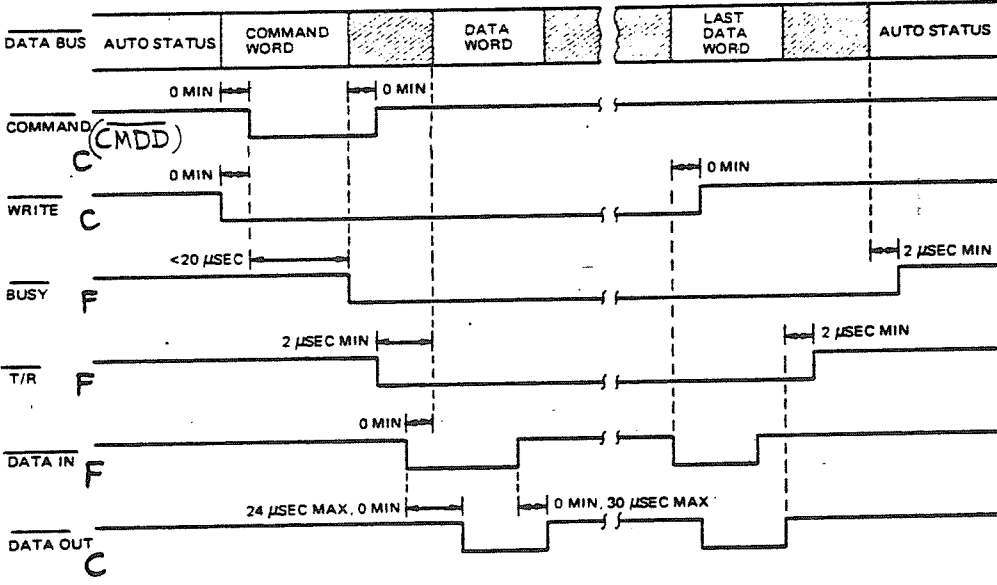 DATA BUS AUTO STATUS COMMAND WORD DATA WORD LAST DATA WORD AUTO STATUS
0 MIN 0 MIN
COMMAND (CMDD)
C
0 MIN 0 MIN
WRITE C
<20 µSEC 2 µSEC MIN
BUSY F
2 µSEC MIN 2 µSEC MIN
T/R F
0 MIN
DATA IN F
24 µSEC MAX, 0 MIN 0 MIN, 30 µSEC MAX
DATA OUT
C